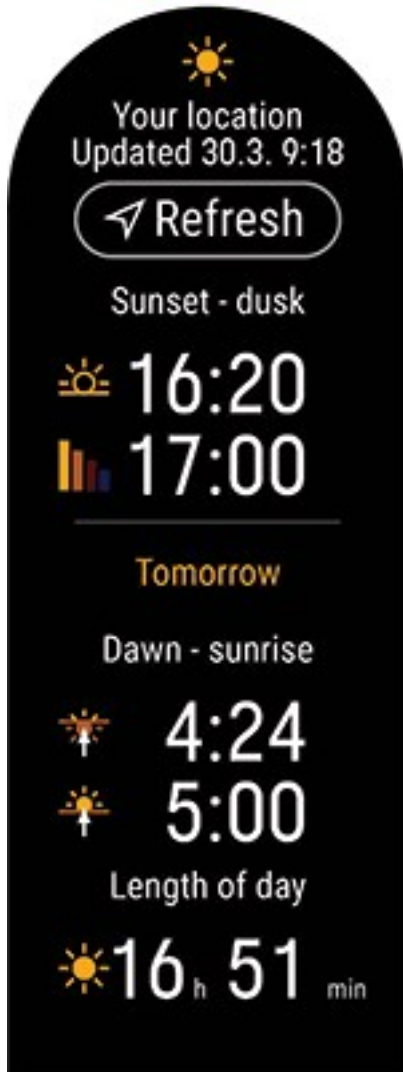 Your location
Updated 30.3. 9:18
Refresh
Sunset - dusk
16:20
17:00
Tomorrow
Dawn - sunrise
4:24
5:00
Length of day
16 h 51 min